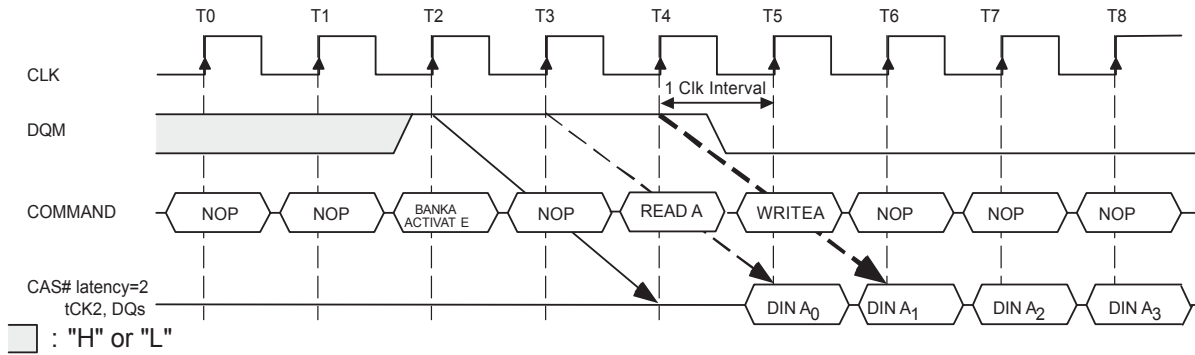 T0 T1 T2 T3 T4 T5 T6 T7 T8
CLK
1 Clk Interval
DQM
COMMAND NOP NOP BANKA ACTIVAT E NOP READ A WRITEA NOP NOP NOP
CAS# latency=2
tCK2, DQs DIN A0 DIN A1 DIN A2 DIN A3
: "H" or "L"